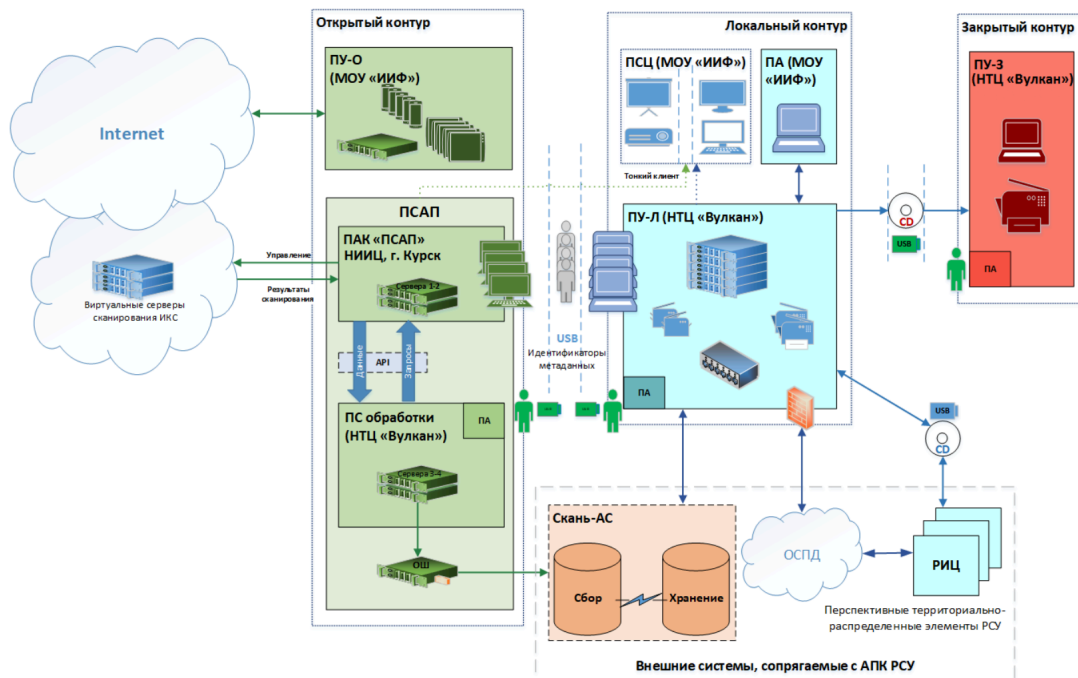 Открытый контур
Локальный контур
Закрытый контур
ПУ-О
(МОУ «ИИФ»)
ПСЦ (МОУ «ИИФ»)
ПА (МОУ
«ИИФ»)
ПУ-З
(НТЦ «Вулкан»)
Internet
Тонкий клиент
ПСАП
ПАК «ПСАП»
НИИЦ, г. Курск
Сервера 1-2
Управление
Результаты
сканирования
Виртуальные серверы
сканирования ИКС
ПУ-Л (НТЦ «Вулкан»)
CD
USB
ПА
USB
Идентификаторы
метаданных
Данные
API
Запросы
ПА
ПС обработки
(НТЦ «Вулкан»)
ПА
Сервера 3-4
USB
CD
ОШ
Скань-АС
Сбор
Хранение
ОСПД
РИЦ
Перспективные территориально-
распределенные элементы РСУ
Внешние системы, сопрягаемые с АПК РСУ